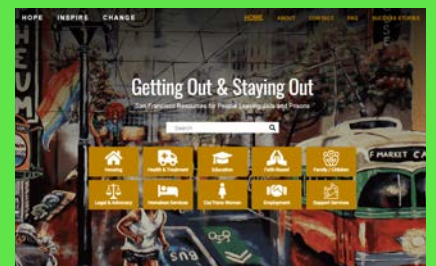 HOPE INSPIRE CHANGE
HOME ABOUT CONTACT FAQ SUCCESS STORIES
Getting Out & Staying Out
San Francisco Resources for People Leaving Jails and Prisons
Search
Housing
Health & Treatment
Education
Faith-Based
Family / Children
Legal & Advocacy
Homeless Services
Cis/Trans Women
Employment
Support Services
F MARKET
BUS